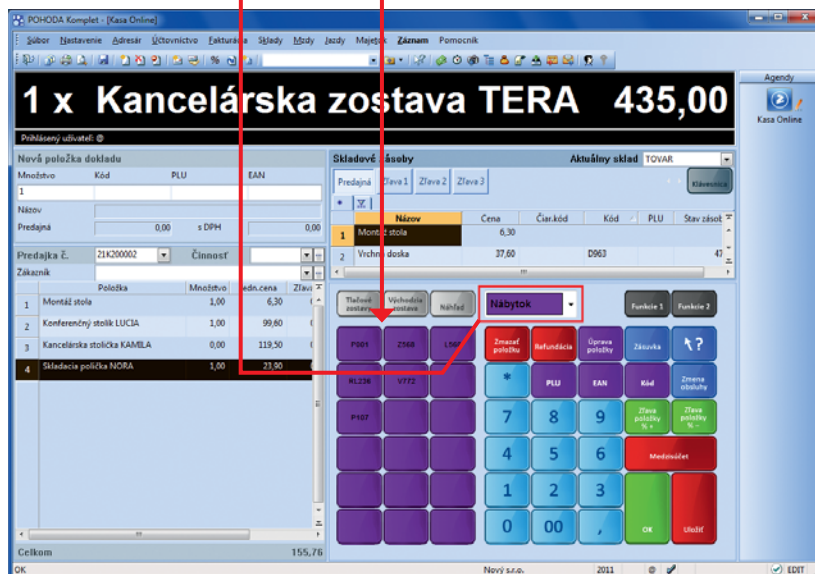 POHODA Komplet - [Kasa Online]
Súbor Nastavenie Adresár Účtovníctvo Fakturácia Sklady Mzdy Jazdy Majetok Záznam Pomocník
1 x Kancelárska zostava TERA 435,00
Prihlásený užívateľ: @
Agendy
Kasa Online
Nová položka dokladu
Množstvo Kód PLU EAN
1
Názov
Predajná 0,00 s DPH 0,00
Predajka č. 21K200002 Činnosť
Zákazník
Položka Množstvo Jedn.cena Zľava
1 Montáž stola 1,00 6,30
2 Konferenčný stolík LUCIA 1,00 99,60
3 Kancelárska stolička KAMILA 0,00 119,50
4 Skladacia polička NORA 1,00 23,90
Celkom 155,76
Skladové zásoby Aktuálny sklad TOVAR
Predajná Zľava 1 Zľava 2 Zľava 3 Klávesnica
Názov Cena Čiar.kód Kód PLU Stav zásob
1 Montáž stola 6,30
2 Vrchná doska 37,60 D963 47
Tlačové zostavy Východzia zostava Náhľad Nábytok Funkcie 1 Funkcie 2
P001 Z568 L566 Zmazať položku Refundácia Úprava položky Zásuvka ?
RL236 V772 * PLU EAN Kód Zmena obsluhy
P107 7 8 9 Zľava položky % + Zľava položky % -
4 5 6 Medzisúčet
1 2 3
0 00 , OK Uložiť
OK Nový s.r.o. 2011 @ EDIT